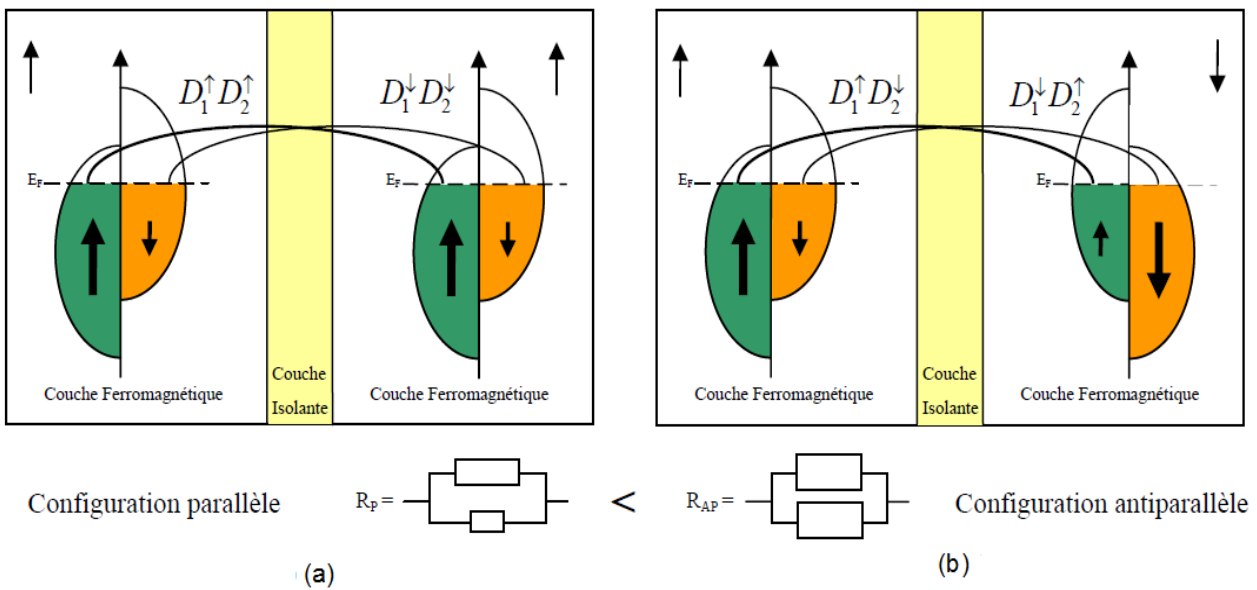 D₁↑D₂↑
D₁↓D₂↓
E_F
E_F
Couche Ferromagnétique
Couche
Isolante
Couche Ferromagnétique
D₁↑D₂↓
D₁↓D₂↑
E_F
E_F
Couche Ferromagnétique
Couche
Isolante
Couche Ferromagnétique
Configuration parallèle R_P = < R_AP = Configuration antiparallèle
(a)
(b)